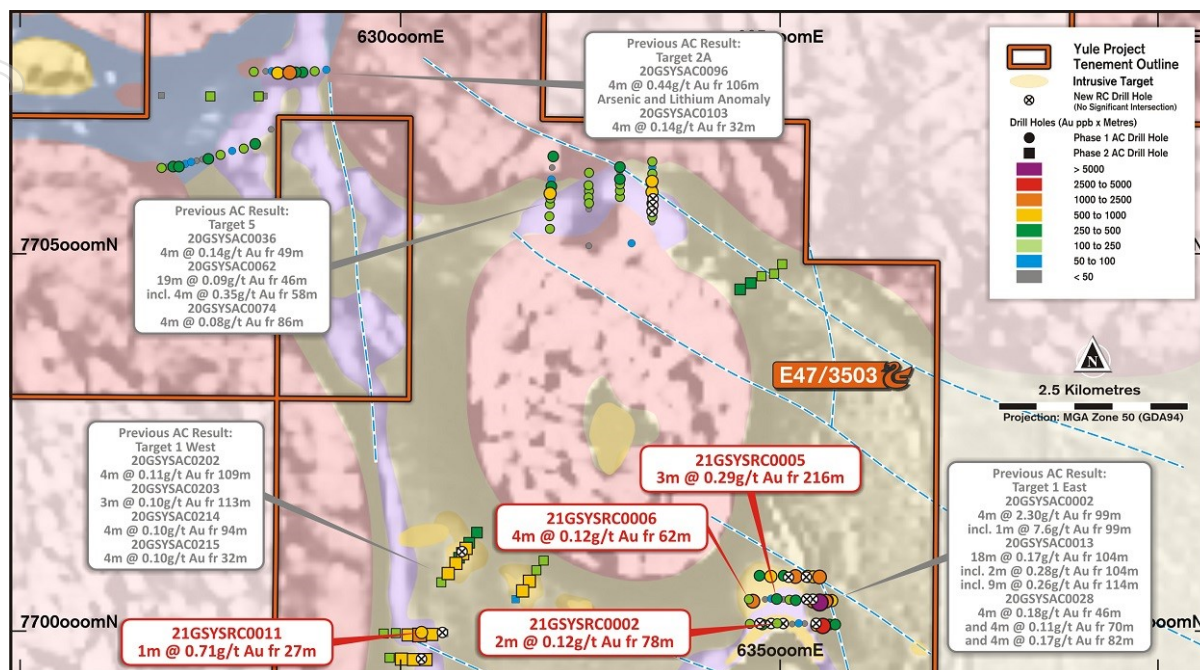 630000mE
mE
Previous AC Result:
Target 2A
20GSYSAC0096
4m @ 0.44g/t Au fr 106m
Arsenic and Lithium Anomaly
20GSYSAC0103
4m @ 0.14g/t Au fr 32m
Yule Project
Tenement Outline
Intrusive Target
New RC Drill Hole
(No Significant Intersection)
Drill Holes (Au ppb x Metres)
Phase 1 AC Drill Hole
Phase 2 AC Drill Hole
> 5000
2500 to 5000
1000 to 2500
500 to 1000
250 to 500
100 to 250
50 to 100
< 50
N
2.5 Kilometres
Projection: MGA Zone 50 (GDA94)
7705000mN
Previous AC Result:
Target 5
20GSYSAC0036
4m @ 0.14g/t Au fr 49m
20GSYSAC0062
19m @ 0.09g/t Au fr 46m
incl. 4m @ 0.35g/t Au fr 58m
20GSYSAC0074
4m @ 0.08g/t Au fr 86m
E47/3503
Previous AC Result:
Target 1 West
20GSYSAC0202
4m @ 0.11g/t Au fr 109m
20GSYSAC0203
3m @ 0.10g/t Au fr 113m
20GSYSAC0214
4m @ 0.10g/t Au fr 94m
20GSYSAC0215
4m @ 0.10g/t Au fr 32m
21GSYSRC0005
3m @ 0.29g/t Au fr 216m
21GSYSRC0006
4m @ 0.12g/t Au fr 62m
Previous AC Result:
Target 1 East
20GSYSAC0002
4m @ 2.30g/t Au fr 99m
incl. 1m @ 7.6g/t Au fr 99m
20GSYSAC0013
18m @ 0.17g/t Au fr 104m
incl. 2m @ 0.28g/t Au fr 104m
incl. 9m @ 0.26g/t Au fr 114m
20GSYSAC0028
4m @ 0.18g/t Au fr 46m
and 4m @ 0.11g/t Au fr 70m
and 4m @ 0.17g/t Au fr 82m
21GSYSRC0002
2m @ 0.12g/t Au fr 78m
7700000mN
21GSYSRC0011
1m @ 0.71g/t Au fr 27m
635000mE
omN